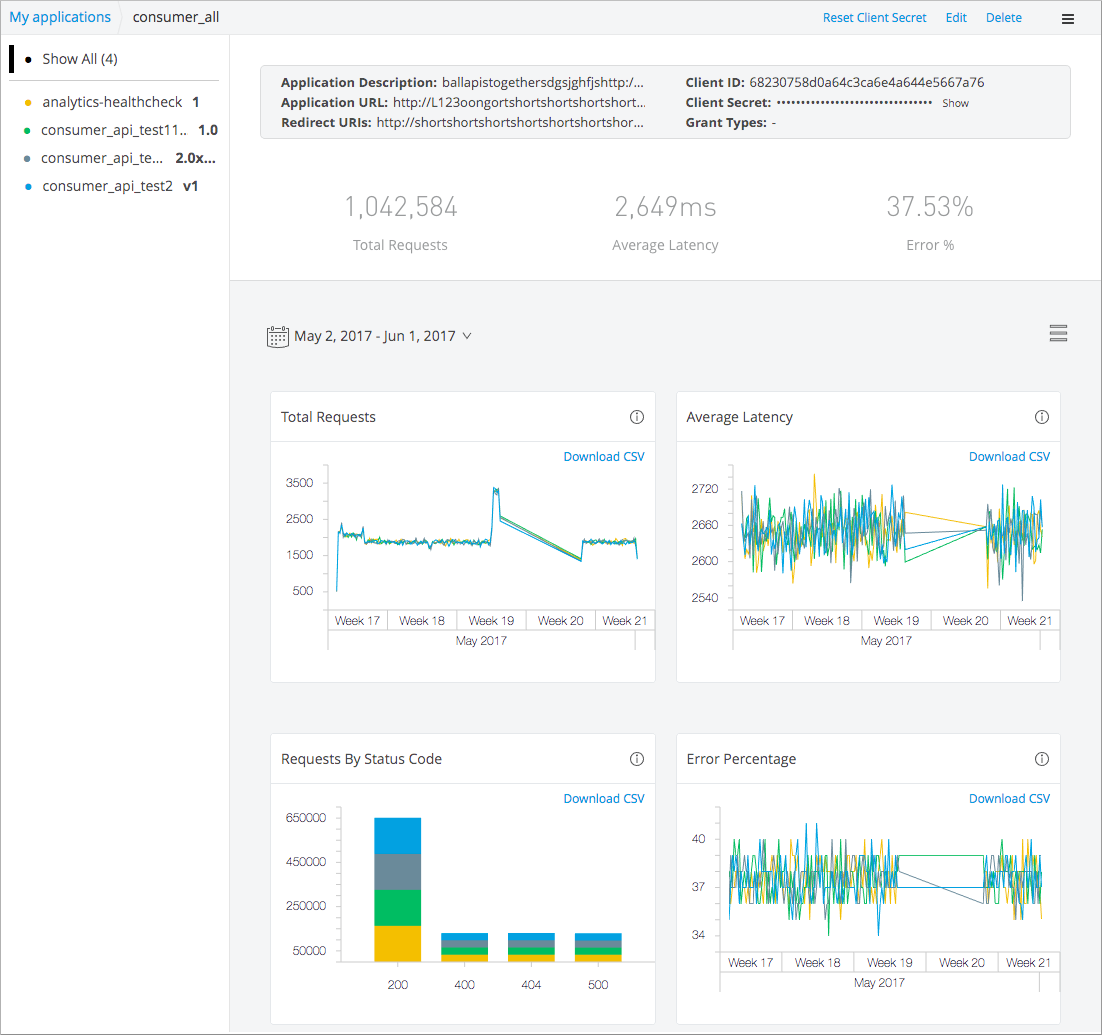 My applications consumer_all Reset Client Secret Edit Delete
Show All (4)
analytics-healthcheck 1
consumer_api_test11.. 1.0
consumer_api_te... 2.0x...
consumer_api_test2 v1
Application Description: ballapistogethersdgsjghfjshttp:/...
Application URL: http://L123oongortshortshortshortshort...
Redirect URIs: http://shortshortshortshortshortshortshor...
Client ID: 68230758d0a64c3ca6e4a644e5667a76
Client Secret: •••••••••••••••••••••••••••••••• Show
Grant Types: -
1,042,584 2,649ms 37.53%
Total Requests Average Latency Error %
May 2, 2017 - Jun 1, 2017
Total Requests
Download CSV
3500
2500
1500
500
Week 17 Week 18 Week 19 Week 20 Week 21
May 2017
Average Latency
Download CSV
2720
2660
2600
2540
Week 17 Week 18 Week 19 Week 20 Week 21
May 2017
Requests By Status Code
Download CSV
650000
450000
250000
50000
200 400 404 500
Error Percentage
Download CSV
40
37
34
Week 17 Week 18 Week 19 Week 20 Week 21
May 2017